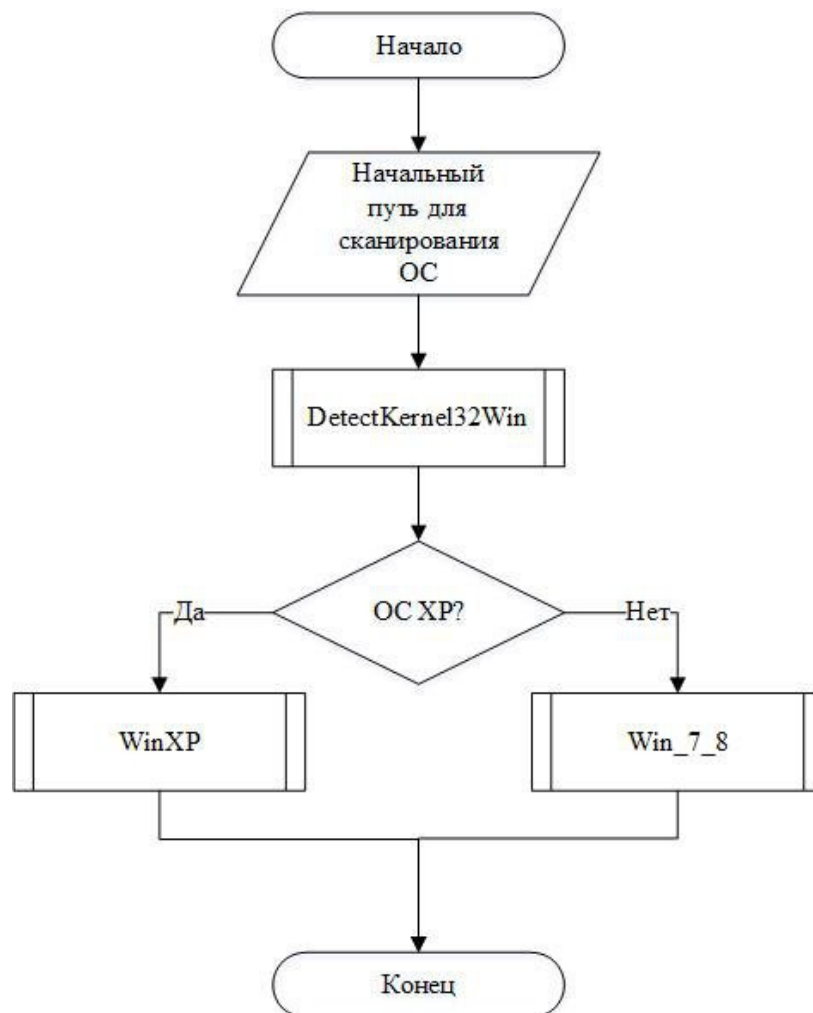 Начало
Начальный
путь для
сканирования
ОС
DetectKernel32Win
ОС XP?
Да
Нет
WinXP
Win_7_8
Конец